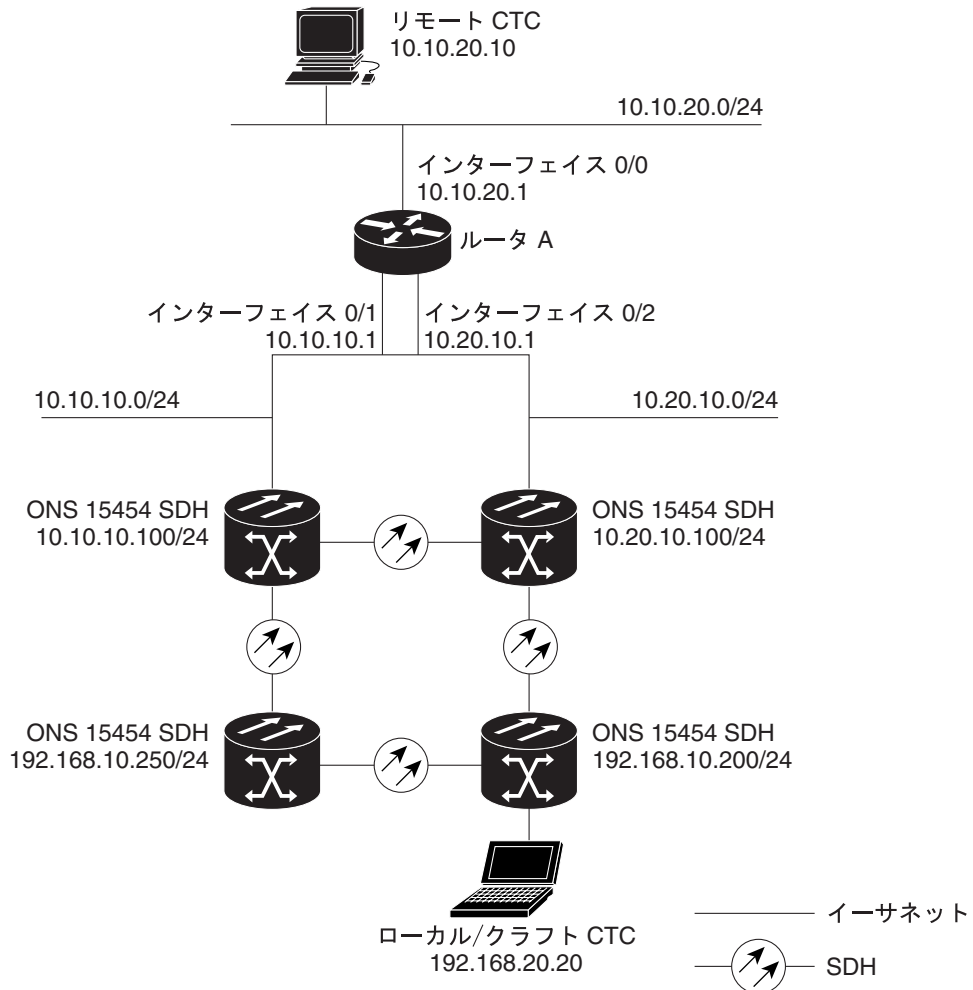 リモート CTC
10.10.20.10
10.10.20.0/24
インターフェイス 0/0
10.10.20.1
ルータ A
インターフェイス 0/1
10.10.10.1
インターフェイス 0/2
10.20.10.1
10.10.10.0/24
10.20.10.0/24
ONS 15454 SDH
10.10.10.100/24
ONS 15454 SDH
10.20.10.100/24
ONS 15454 SDH
192.168.10.250/24
ONS 15454 SDH
192.168.10.200/24
ローカル/クラフト CTC
192.168.20.20
イーサネット
SDH